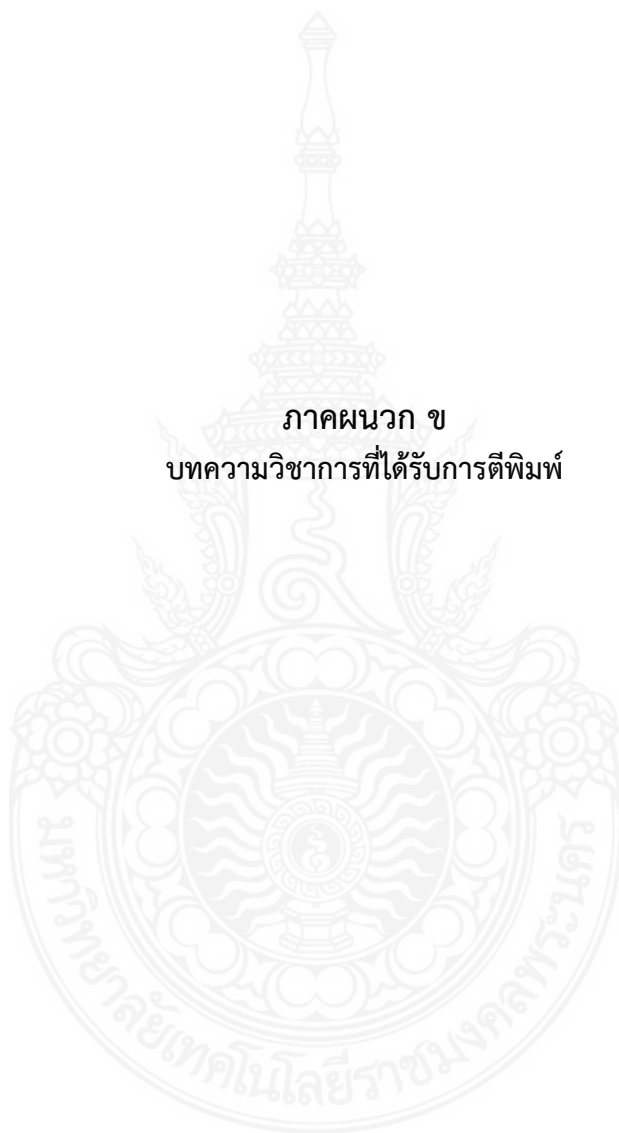 ภาคผนวก ข
บทความวิชาการที่ได้รับการตีพิมพ์
มหาวิทยาลัยเทคโนโลยีราชมงคลพระนคร